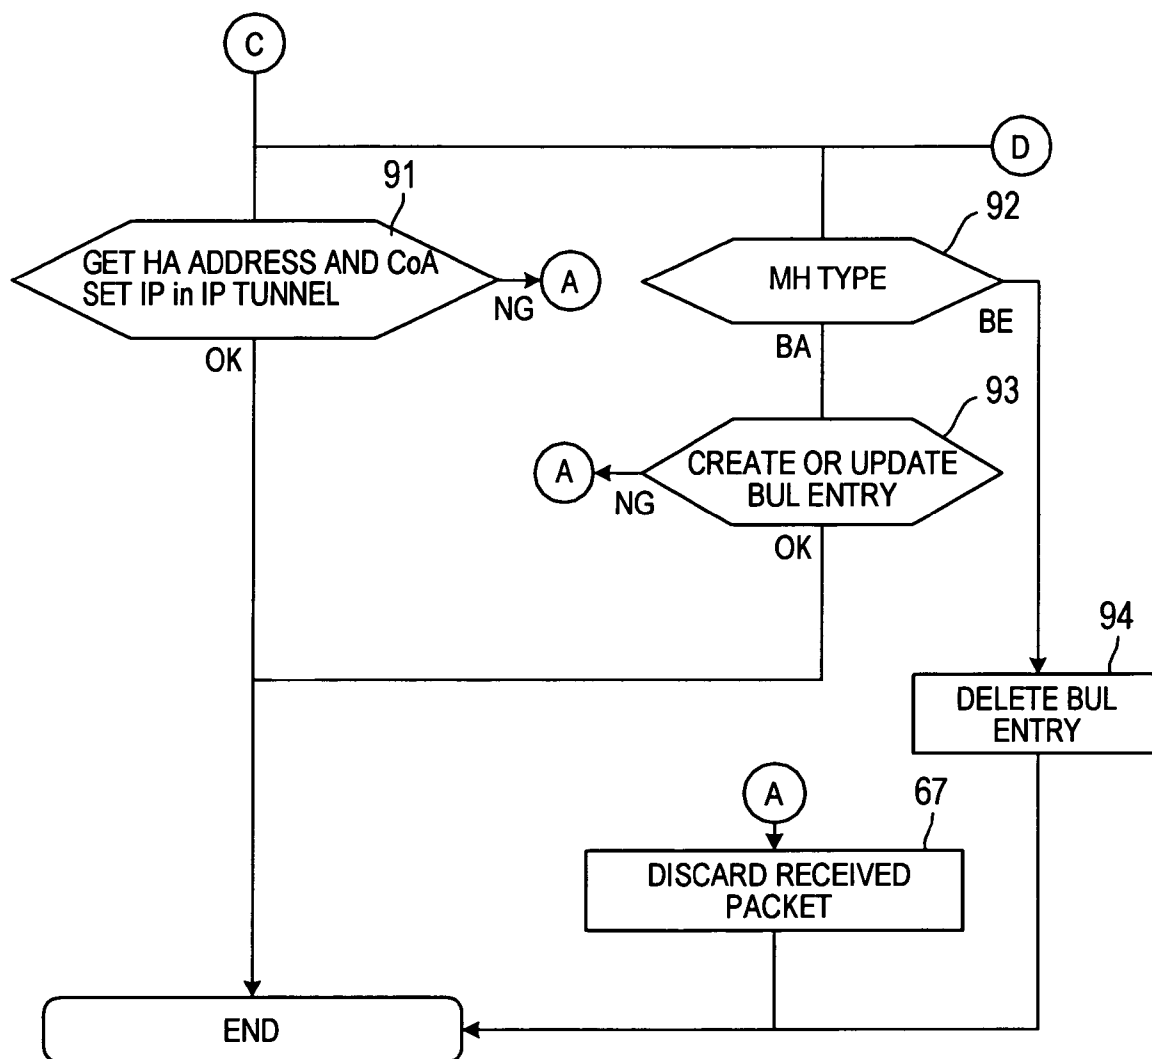 C
D
91
GET HA ADDRESS AND CoA
SET IP in IP TUNNEL
NG
A
OK
92
MH TYPE
BE
BA
93
CREATE OR UPDATE
BUL ENTRY
A
NG
OK
94
DELETE BUL
ENTRY
A
67
DISCARD RECEIVED
PACKET
END